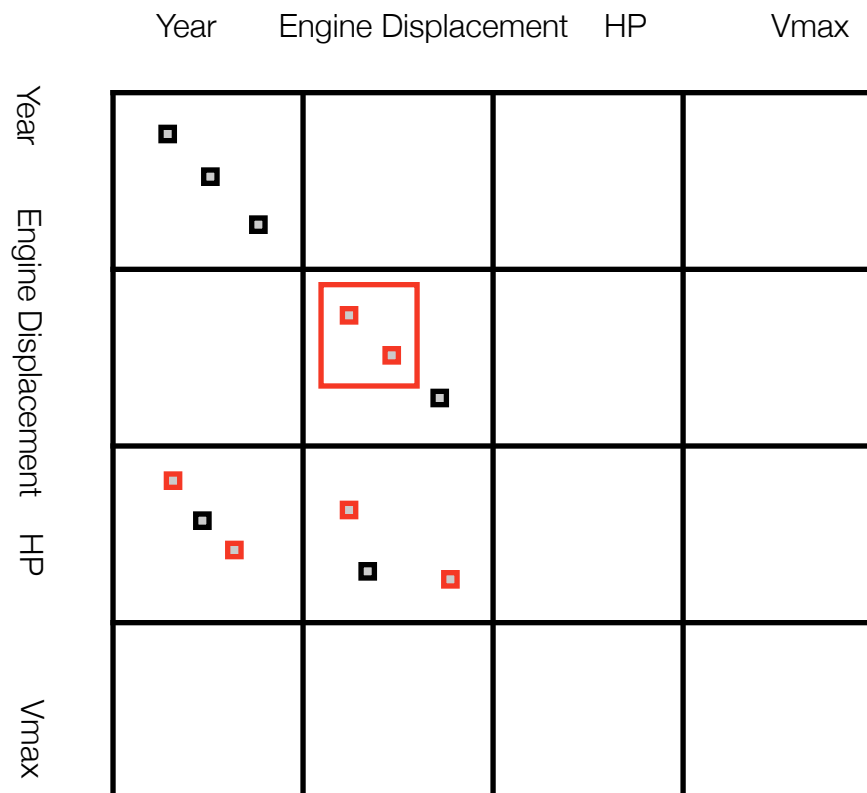 Year Engine Displacement HP Vmax
Year
Engine Displacement
HP
Vmax